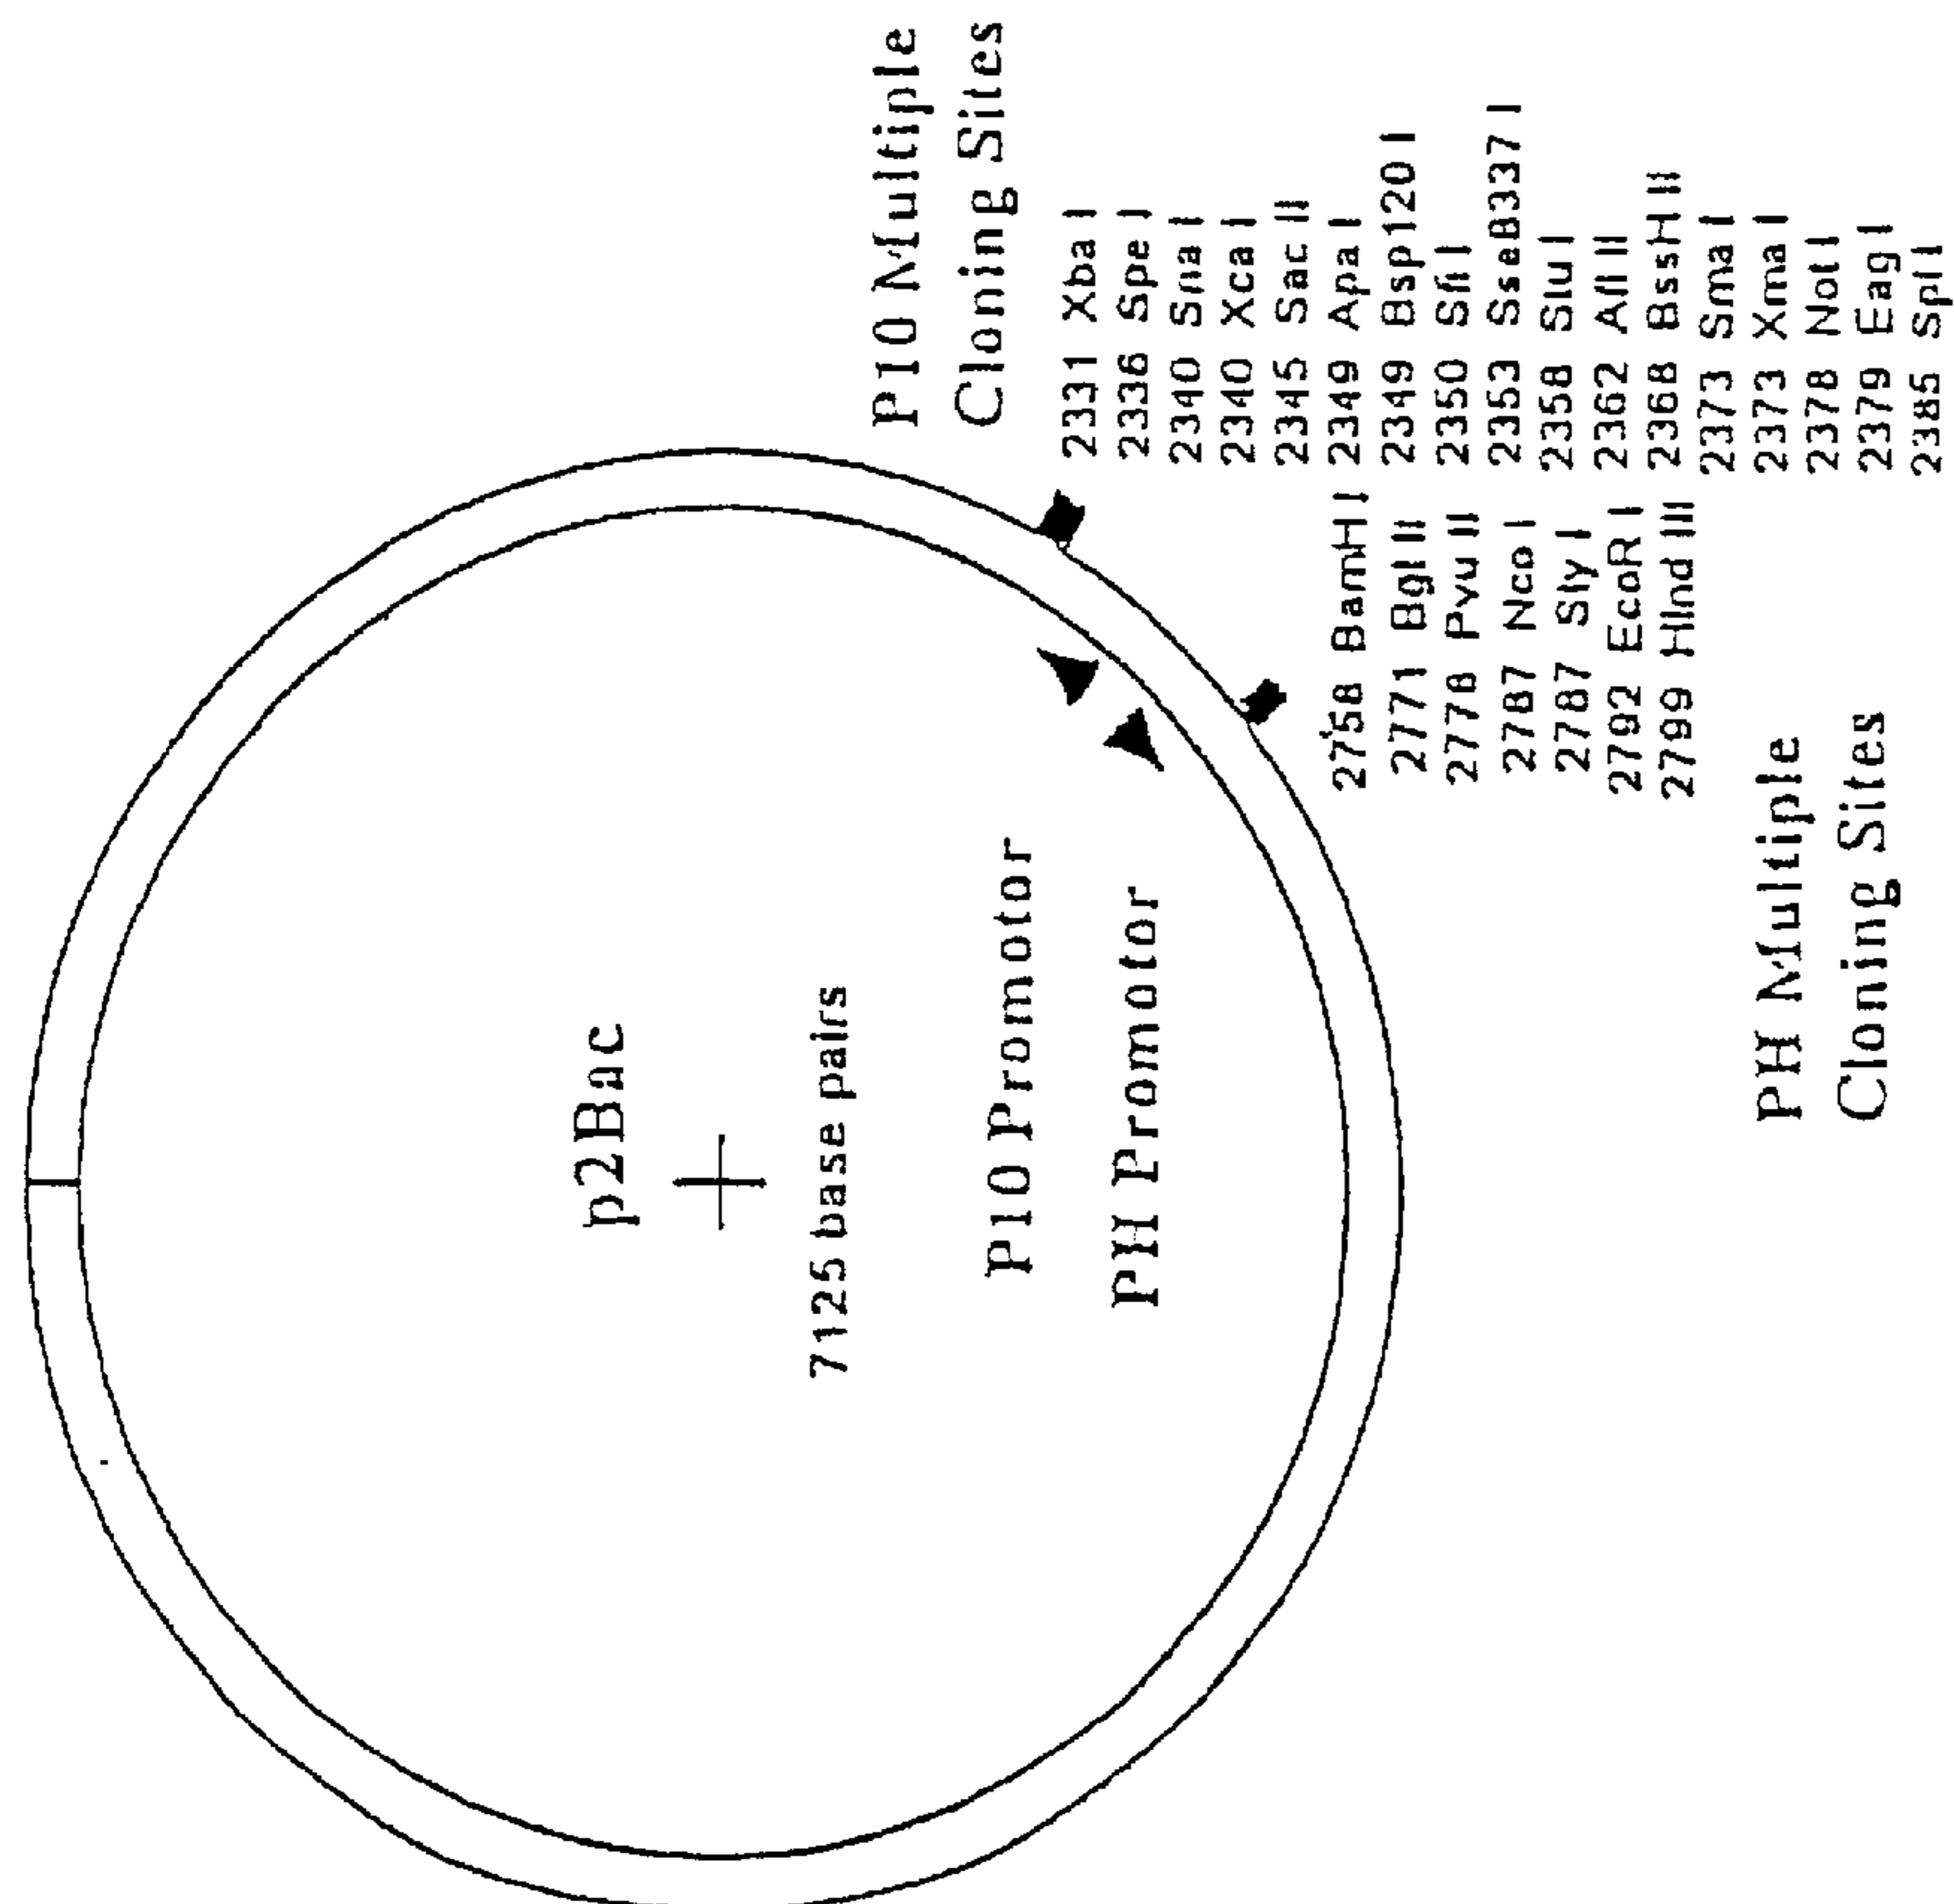 p2Bac
7125 base pairs
P10 Promotor
PH Promotor
P10 Multiple
Cloning Sites
2331 Xba I
2336 Spe I
2340 Sna I
2340 Xca I
2345 Sac II
2349 Apa I
2349 Bsp120 I
2350 Sfi I
2353 Sse8337 I
2358 Stu I
2362 Afl II
2368 BssH II
2373 Sma I
2373 Xma I
2378 Not I
2379 Eag I
2385 Spl I
2758 BamH I
2771 Bgl II
2778 Pvu II
2787 Nco I
2787 Sty I
2792 EcoR I
2799 Hind III
PH Multiple
Cloning Sites